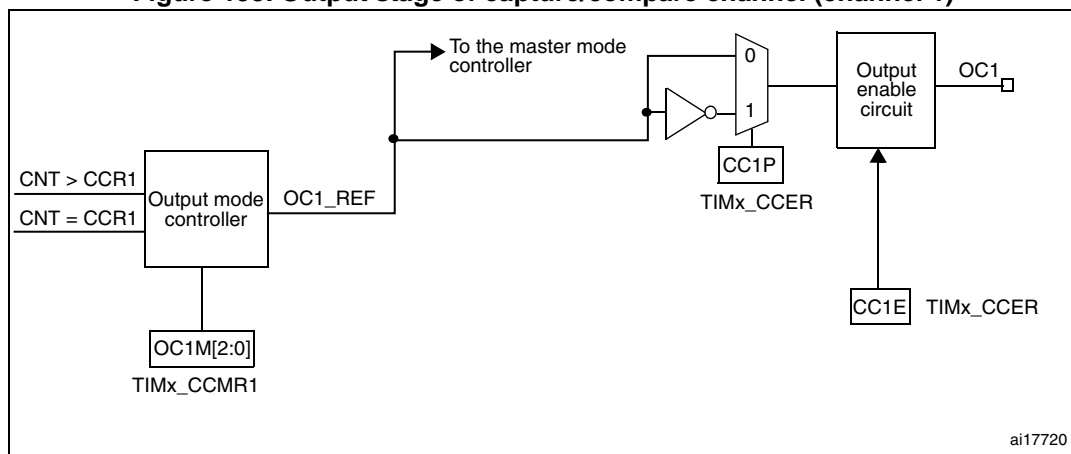 To the master mode
controller
0
1
Output
enable
circuit
OC1
CC1P
TIMx_CCER
CNT > CCR1
CNT = CCR1
Output mode
controller
OC1_REF
CC1E
TIMx_CCER
OC1M[2:0]
TIMx_CCMR1
ai17720